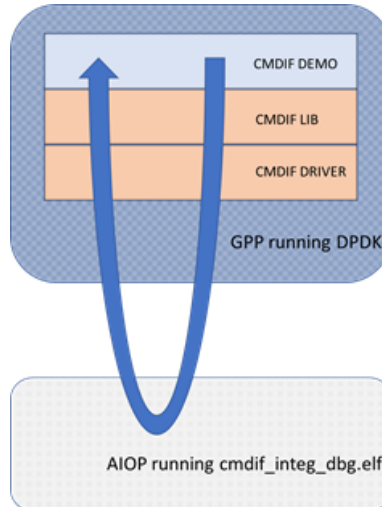 CMDIF DEMO
CMDIF LIB
CMDIF DRIVER
GPP running DPDK
AIOP running cmdif_integ_dbg.elf